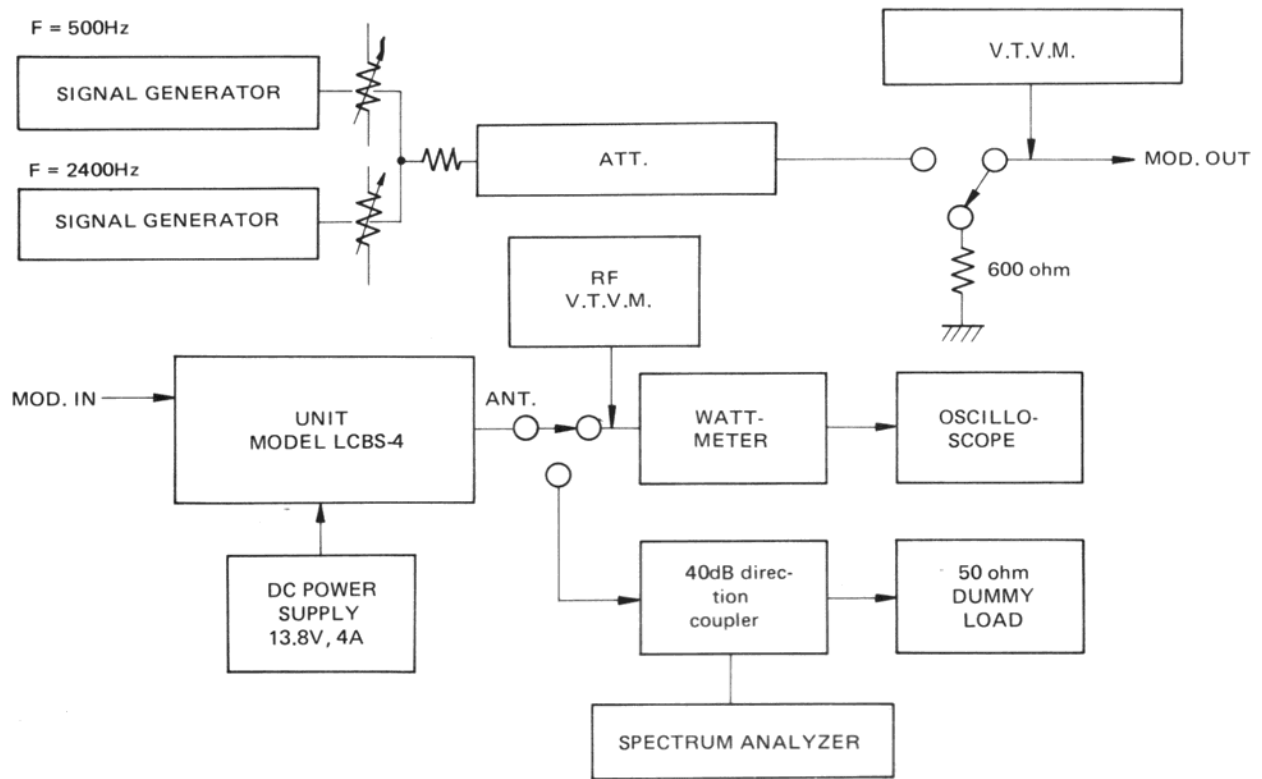 F = 500Hz
SIGNAL GENERATOR
F = 2400Hz
SIGNAL GENERATOR
ATT.
V.T.V.M.
MOD. OUT
600 ohm
RF
V.T.V.M.
MOD. IN
UNIT
MODEL LCBS-4
ANT.
WATT-
METER
OSCILLO-
SCOPE
DC POWER
SUPPLY
13.8V, 4A
40dB direc-
tion
coupler
50 ohm
DUMMY
LOAD
SPECTRUM ANALYZER